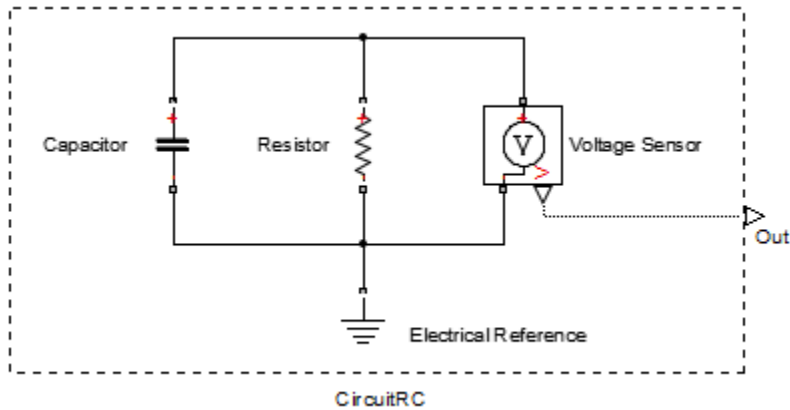 Capacitor
Resistor
V
Voltage Sensor
Out
Electrical Reference
CircuitRC